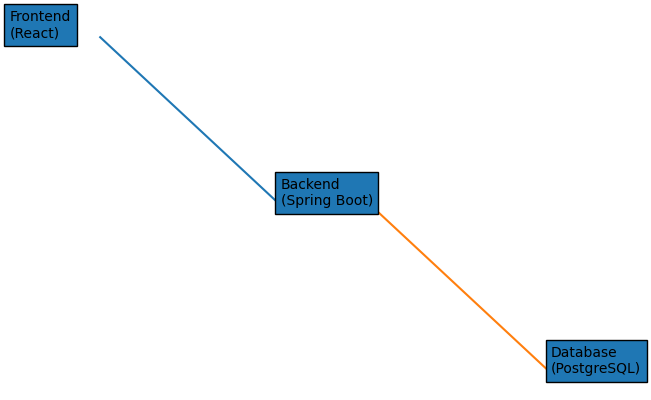 Frontend
(React)
Backend
(Spring Boot)
Database
(PostgreSQL)